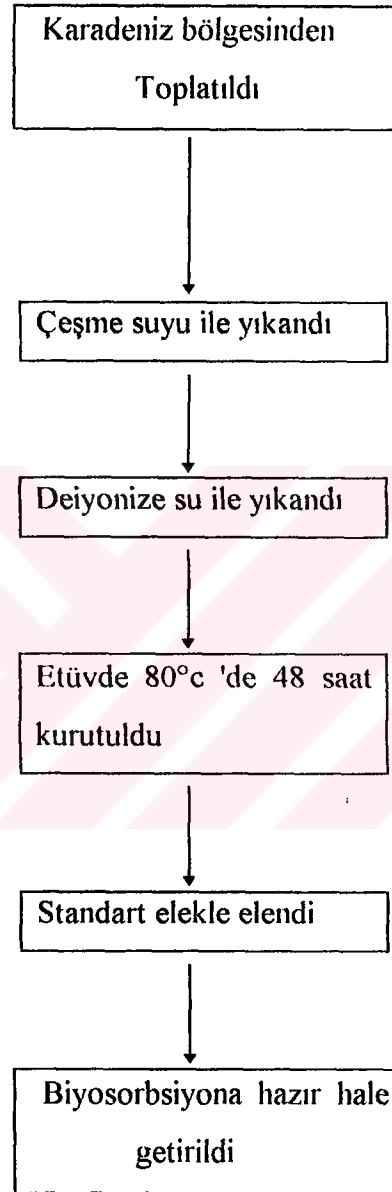 Karadeniz bölgesinden
Toplatıldı
Çeşme suyu ile yıkandı
Deiyonize su ile yıkandı
Etüvde 80°c 'de 48 saat
kurutuldu
Standart elekle elendi
Biyosorbsiyona hazır hale
getirildi